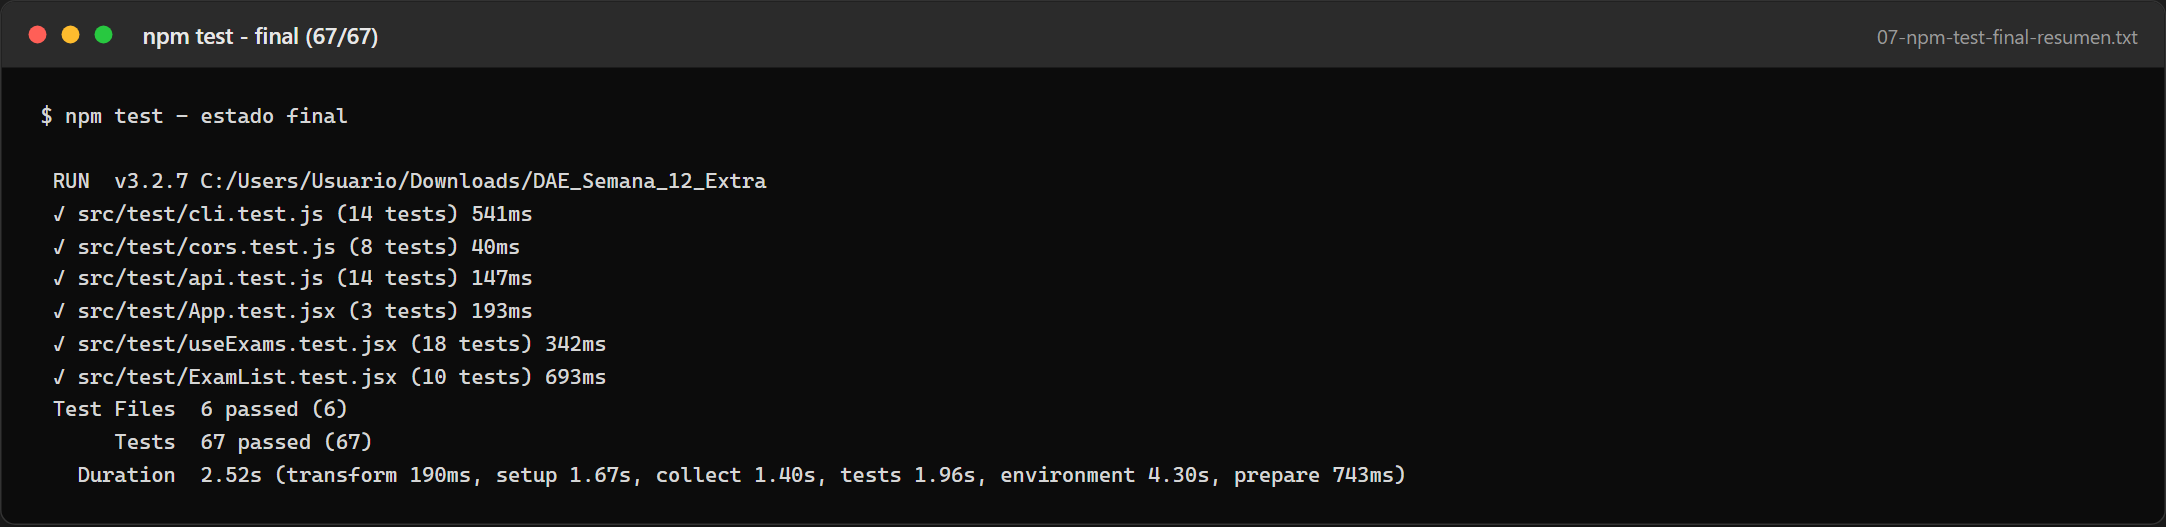 npm test - final (67/67)
07-npm-test-final-resumen.txt
$ npm test — estado final
RUN  v3.2.7 C:/Users/Usuario/Downloads/DAE_Semana_12_Extra
√ src/test/cli.test.js (14 tests) 541ms
√ src/test/cors.test.js (8 tests) 40ms
√ src/test/api.test.js (14 tests) 147ms
√ src/test/App.test.jsx (3 tests) 193ms
√ src/test/useExams.test.jsx (18 tests) 342ms
√ src/test/ExamList.test.jsx (10 tests) 693ms
Test Files  6 passed (6)
Tests  67 passed (67)
Duration  2.52s (transform 190ms, setup 1.67s, collect 1.40s, tests 1.96s, environment 4.30s, prepare 743ms)